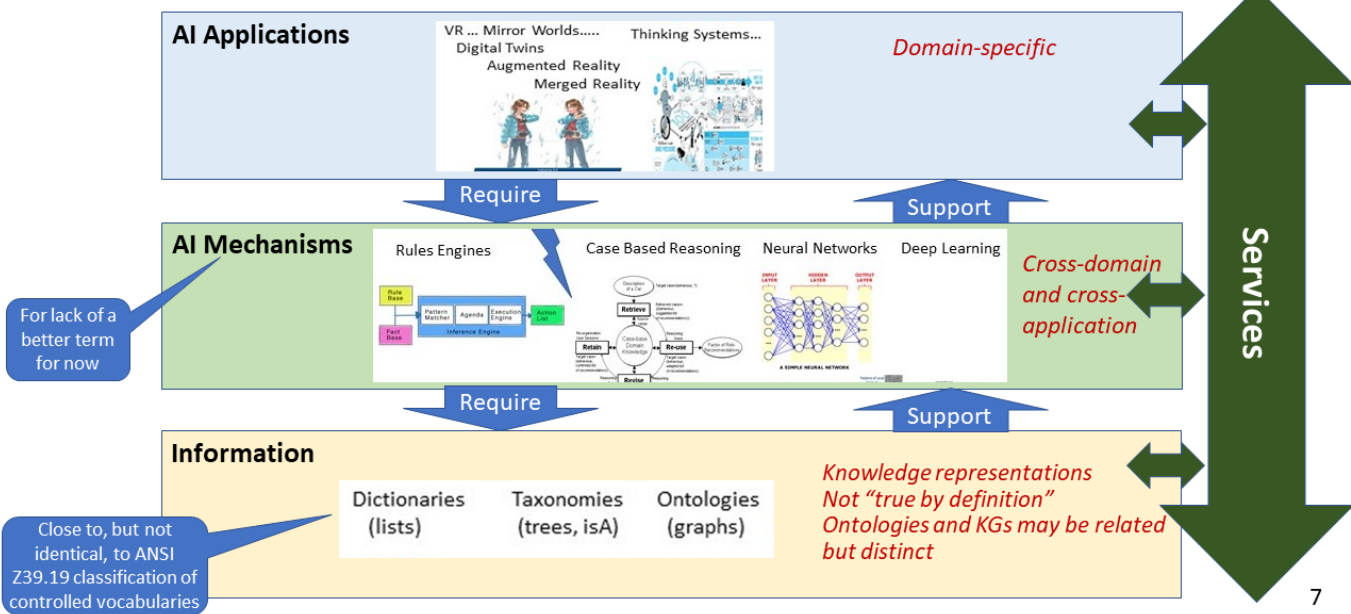 AI Applications
VR ... Mirror Worlds.....
Digital Twins
Augmented Reality
Merged Reality
Thinking Systems...
Domain-specific
Require
Support
AI Mechanisms
Rules Engines
Case Based Reasoning
Neural Networks
Deep Learning
Rule
Base
Fact
Base
Pattern
Matcher
Agenda
Execution
Engine
Inference Engine
Action
List
Retrieve
Case-base
Domain
Knowledge
Retain
Re-use
Revise
Reasoning
INPUT
LAYER
HIDDEN
LAYER
OUTPUT
LAYER
A SIMPLE NEURAL NETWORK
Cross-domain
and cross-
application
For lack of a
better term
for now
Require
Support
Information
Dictionaries
(lists)
Taxonomies
(trees, isA)
Ontologies
(graphs)
Knowledge representations
Not “true by definition”
Ontologies and KGs may be related
but distinct
Close to, but not
identical, to ANSI
Z39.19 classification of
controlled vocabularies
Services
7